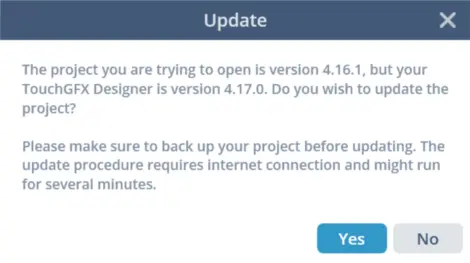 Update
The project you are trying to open is version 4.16.1, but your
TouchGFX Designer is version 4.17.0. Do you wish to update the
project?
Please make sure to back up your project before updating. The
update procedure requires internet connection and might run
for several minutes.
Yes No